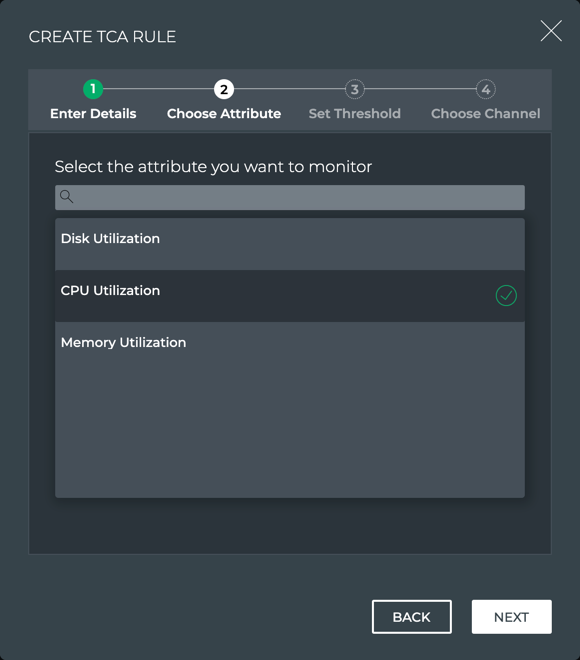 CREATE TCA RULE
1 2 3 4
Enter Details Choose Attribute Set Threshold Choose Channel
Select the attribute you want to monitor
Disk Utilization
CPU Utilization
Memory Utilization
BACK NEXT